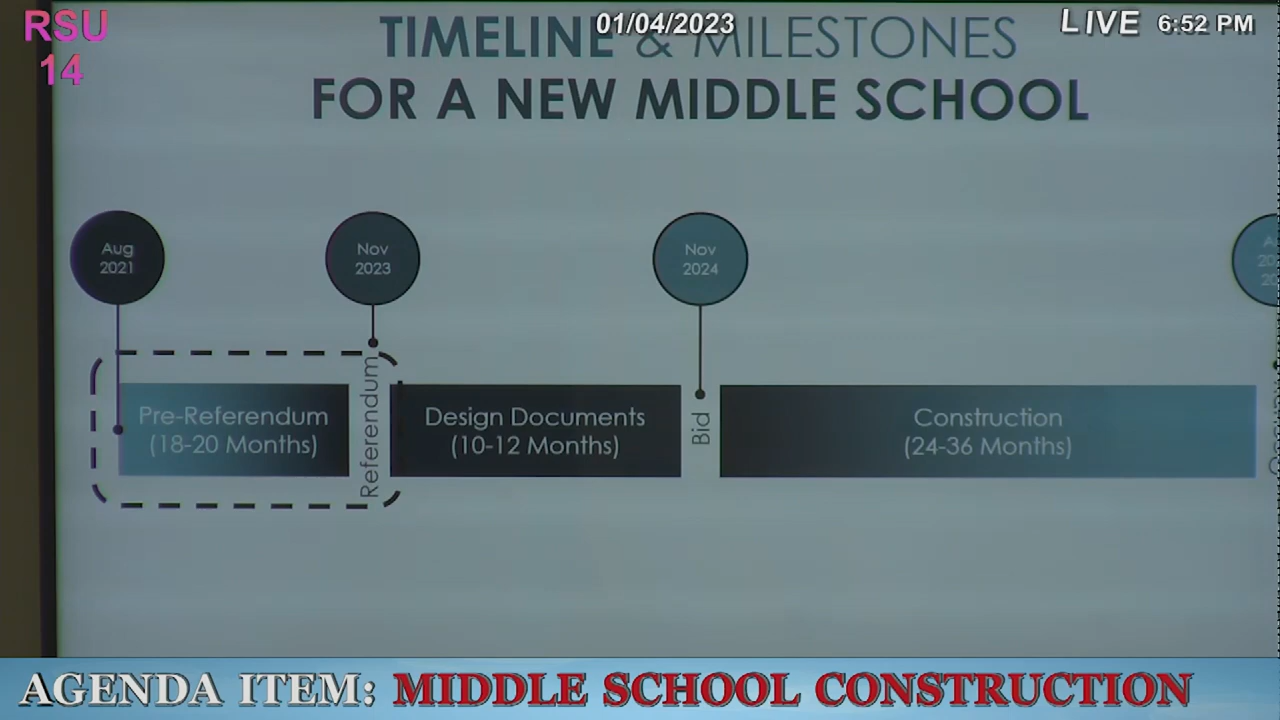 RSU
14
01/04/2023
LIVE 6:52 PM
TIMELINE & MILESTONES
FOR A NEW MIDDLE SCHOOL
Aug
2021
Nov
2023
Nov
2024
Pre-Referendum
(18-20 Months)
Referendum
Design Documents
(10-12 Months)
Bid
Construction
(24-36 Months)
AGENDA ITEM: MIDDLE SCHOOL CONSTRUCTION